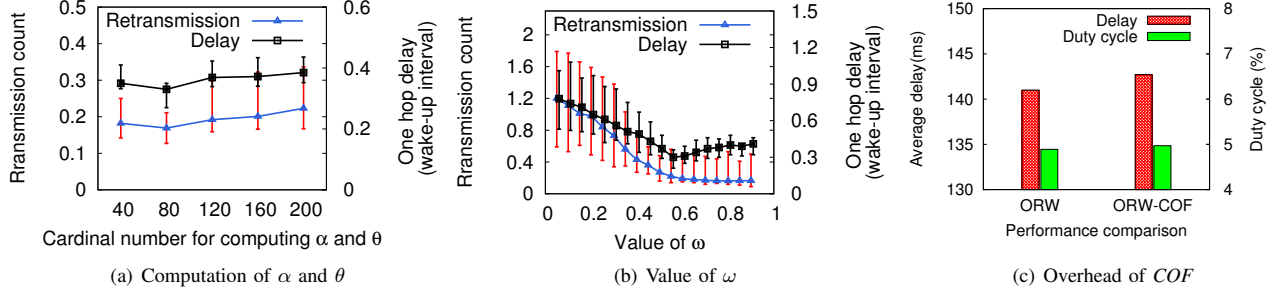 Rransmission count
0.5
0.4
0.3
0.2
0.1
0
Retransmission
Delay
0.6
0.4
0.2
0
One hop delay
(wake-up interval)
40 80 120 160 200
Cardinal number for computing α and θ
(a) Computation of α and θ
Rransmission count
2
1.6
1.2
0.8
0.4
0
Retransmission
Delay
1.5
1.2
0.9
0.6
0.3
0
One hop delay
(wake-up interval)
0 0.2 0.4 0.6 0.8 1
Value of ω
(b) Value of ω
Average delay(ms)
150
145
140
135
130
Delay
Duty cycle
8
7
6
5
4
Duty cycle (%)
ORW ORW-COF
Performance comparison
(c) Overhead of COF